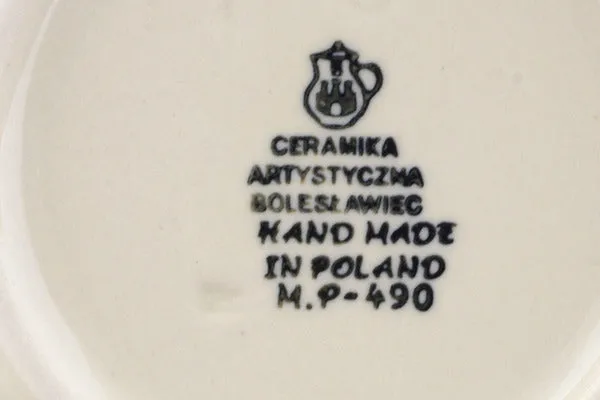 CERAMIKA
ARTYSTYCZNA
BOLESŁAWIEC
HAND MADE
IN POLAND
M.P-490